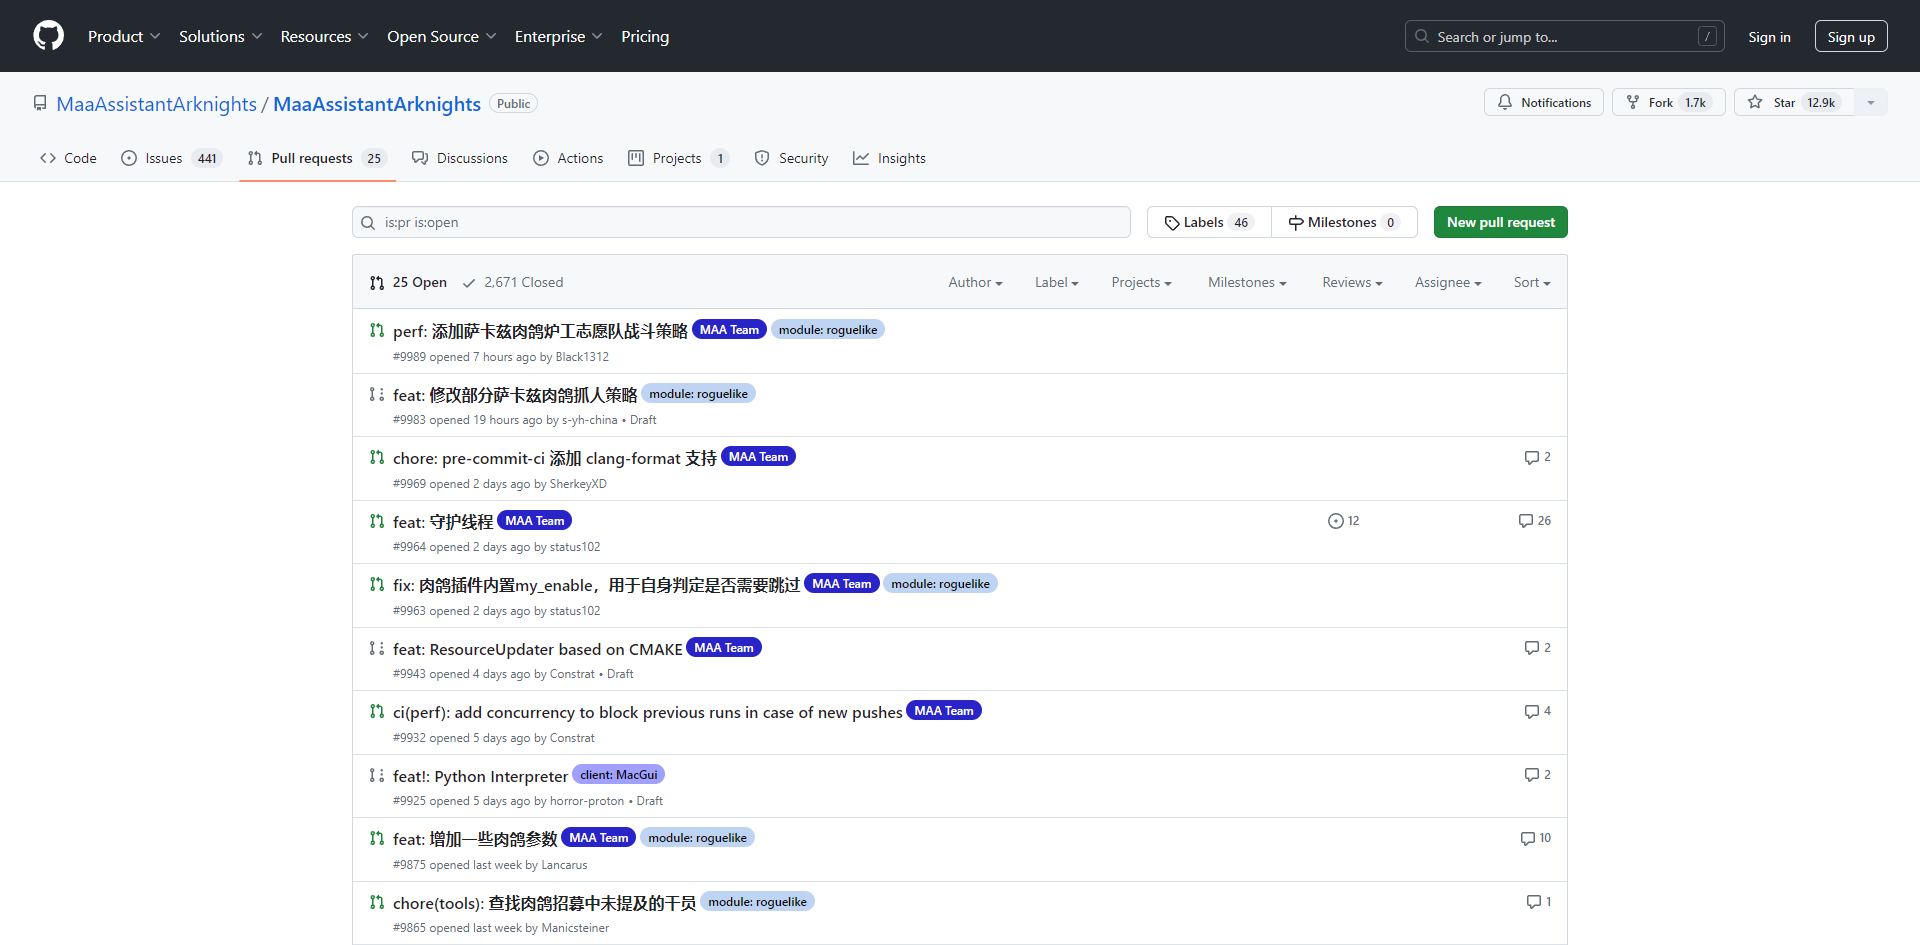 Product Solutions Resources Open Source Enterprise Pricing Search or jump to... / Sign in Sign up
MaaAssistantArknights / MaaAssistantArknights Public Notifications Fork 1.7k Star 12.9k
Code Issues 441 Pull requests 25 Discussions Actions Projects 1 Security Insights
is:pr is:open Labels 46 Milestones 0 New pull request
25 Open 2,671 Closed Author Label Projects Milestones Reviews Assignee Sort
perf: 添加萨卡兹肉鸽炉工志愿队战斗策略 MAA Team module: roguelike
#9989 opened 7 hours ago by Black1312
feat: 修改部分萨卡兹肉鸽抓人策略 module: roguelike
#9983 opened 19 hours ago by s-yh-china • Draft
chore: pre-commit-ci 添加 clang-format 支持 MAA Team 2
#9969 opened 2 days ago by SherkeyXD
feat: 守护线程 MAA Team 12 26
#9964 opened 2 days ago by status102
fix: 肉鸽插件内置my_enable，用于自身判定是否需要跳过 MAA Team module: roguelike
#9963 opened 2 days ago by status102
feat: ResourceUpdater based on CMAKE MAA Team 2
#9943 opened 4 days ago by Constrat • Draft
ci(perf): add concurrency to block previous runs in case of new pushes MAA Team 4
#9932 opened 5 days ago by Constrat
feat!: Python Interpreter client: MacGui 2
#9925 opened 5 days ago by horror-proton • Draft
feat: 增加一些肉鸽参数 MAA Team module: roguelike 10
#9875 opened last week by Lancarus
chore(tools): 查找肉鸽招募中未提及的干员 module: roguelike 1
#9865 opened last week by Manicsteiner